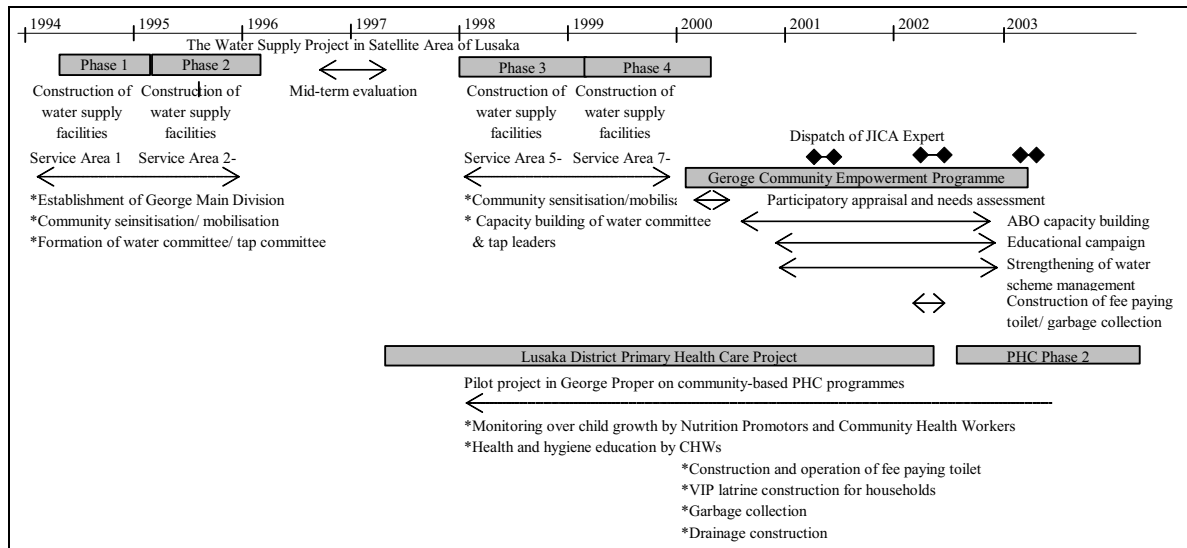 1994 1995 1996 1997 1998 1999 2000 2001 2002 2003
The Water Supply Project in Satellite Area of Lusaka
Phase 1 Phase 2 Phase 3 Phase 4
Construction of Construction of Mid-term evaluation Construction of Construction of
water supply water supply water supply water supply
facilities facilities facilities facilities
Dispatch of JICA Expert
Service Area 1 Service Area 2- Service Area 5- Service Area 7-
Geroge Community Empowerment Programme
*Establishment of George Main Division *Community sensitisation/mobilisa Participatory appraisal and needs assessment
*Community seinsitisation/ mobilisation * Capacity building of water committee ABO capacity building
*Formation of water committee/ tap committee & tap leaders Educational campaign
Strengthening of water
scheme management
Construction of fee paying
toilet/ garbage collection
Lusaka District Primary Health Care Project PHC Phase 2
Pilot project in George Proper on community-based PHC programmes
*Monitoring over child growth by Nutrition Promotors and Community Health Workers
*Health and hygiene education by CHWs
*Construction and operation of fee paying toilet
*VIP latrine construction for households
*Garbage collection
*Drainage construction